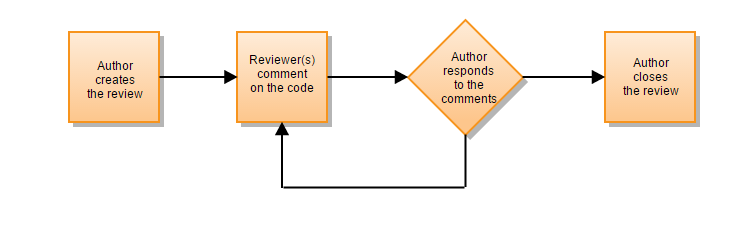 Author
creates
the review
Reviewer(s)
comment
on the code
Author
responds
to the
comments
Author
closes
the review